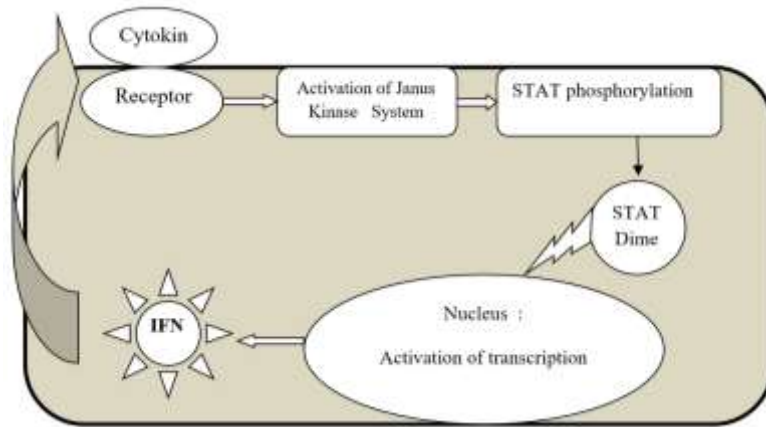 Cytokin
Receptor
Activation of Janus
Kinase System
STAT phosphorylation
STAT
Dime
Nucleus :
Activation of transcription
IFN